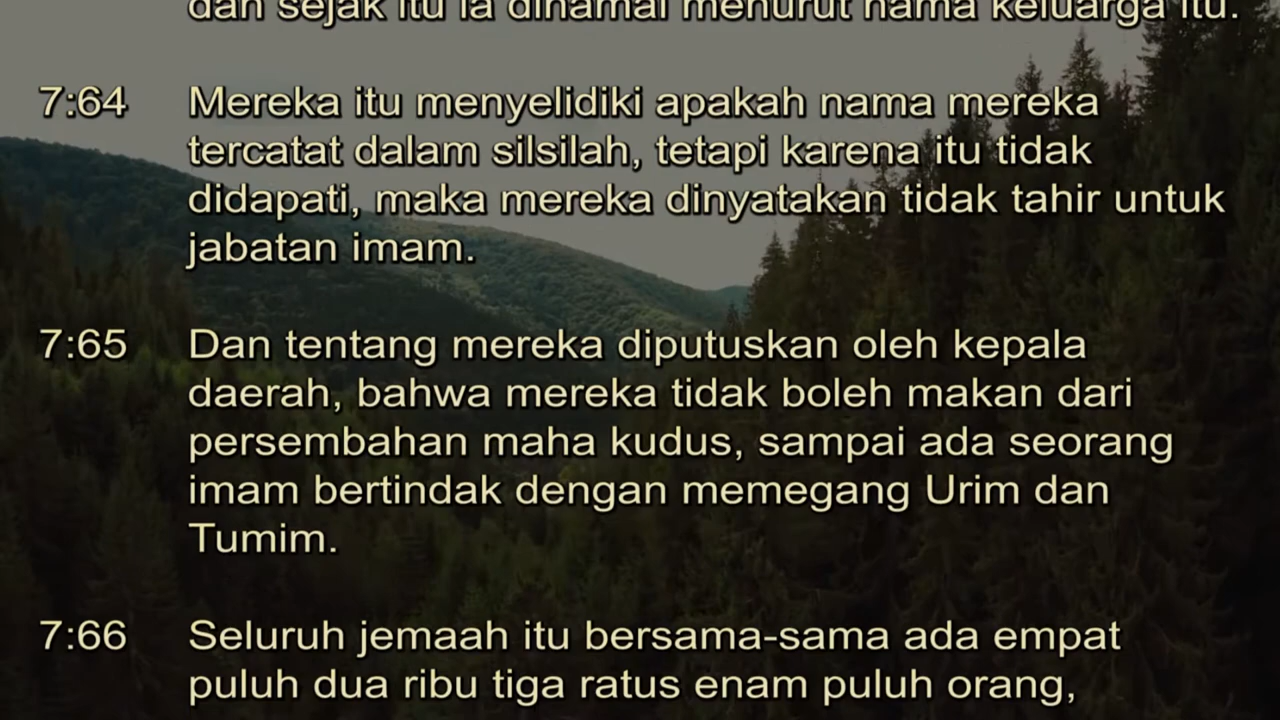 dan sejak itu ia dinamai menurut nama keluarga itu.
7:64 Mereka itu menyelidiki apakah nama mereka
tercatat dalam silsilah, tetapi karena itu tidak
didapati, maka mereka dinyatakan tidak tahir untuk
jabatan imam.
7:65 Dan tentang mereka diputuskan oleh kepala
daerah, bahwa mereka tidak boleh makan dari
persembahan maha kudus, sampai ada seorang
imam bertindak dengan memegang Urim dan
Tumim.
7:66 Seluruh jemaah itu bersama-sama ada empat
puluh dua ribu tiga ratus enam puluh orang,